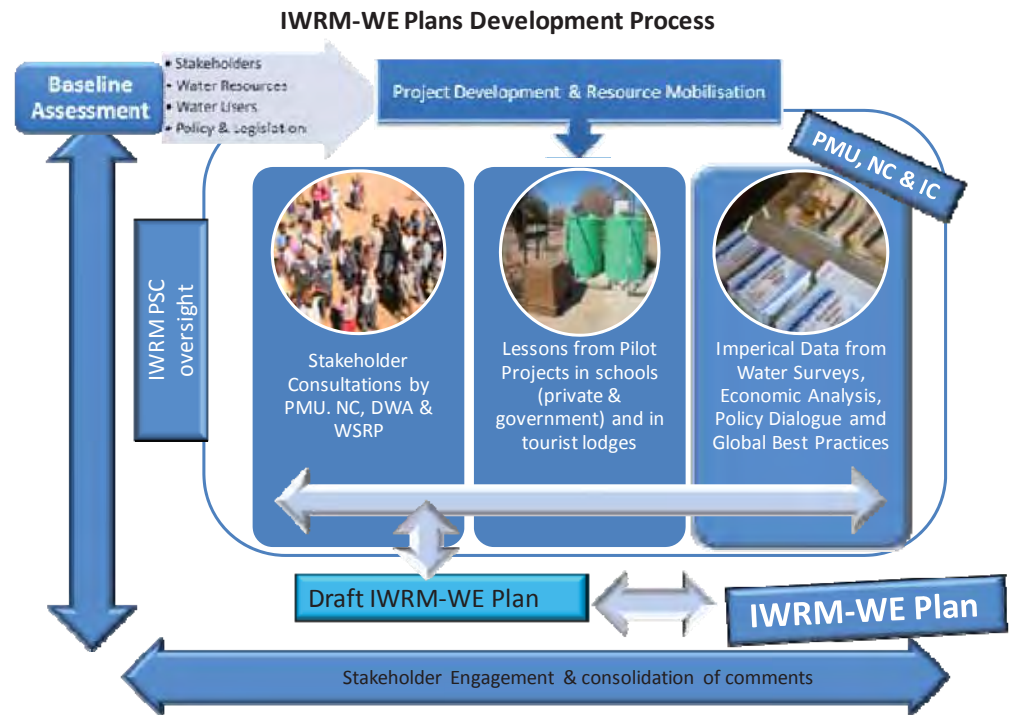 IWRM-WE Plans Development Process
Baseline
Assessment
• Stakeholders
• Water Resources
• Water Users
• Policy & Legislation
Project Development & Resource Mobilisation
PMU, NC & IC
IWRM PSC
oversight
Stakeholder
Consultations by
PMU. NC, DWA &
WSRP
Lessons from Pilot
Projects in schools
(private &
government) and in
tourist lodges
Imperical Data from
Water Surveys,
Economic Analysis,
Policy Dialogue amd
Global Best Practices
Draft IWRM-WE Plan
IWRM-WE Plan
Stakeholder Engagement & consolidation of comments